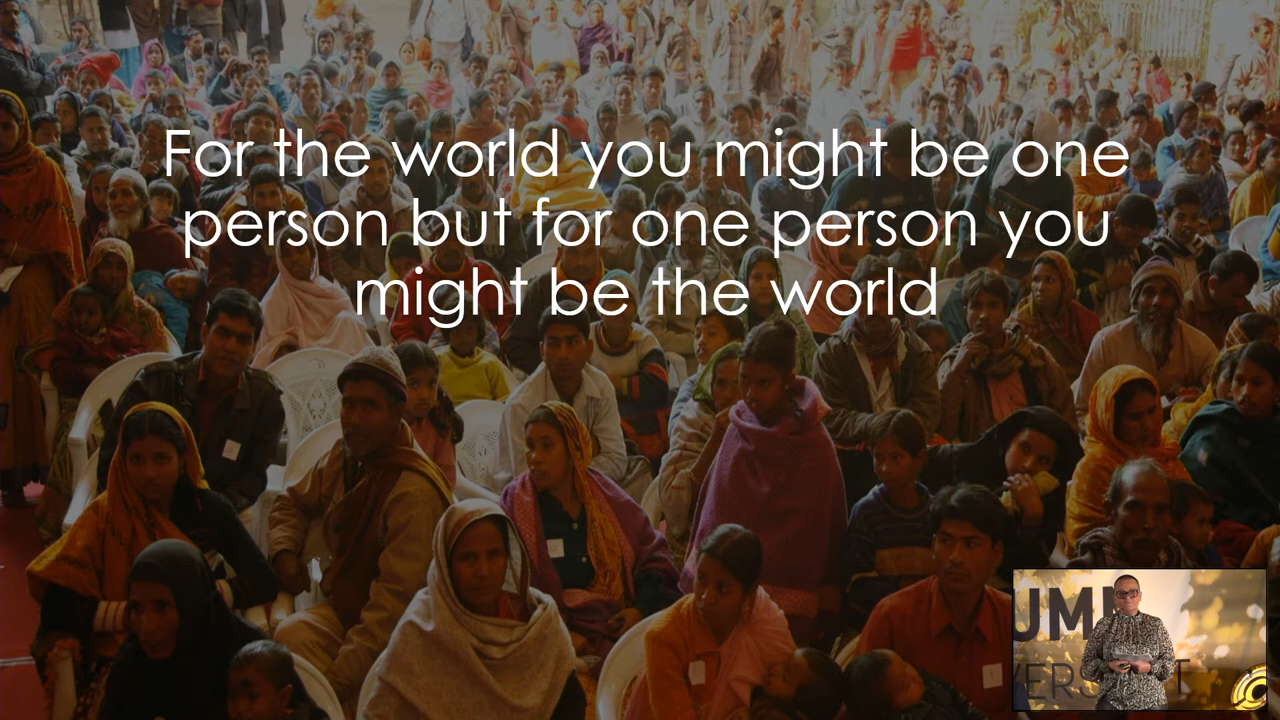 For the world you might be one
person but for one person you
might be the world